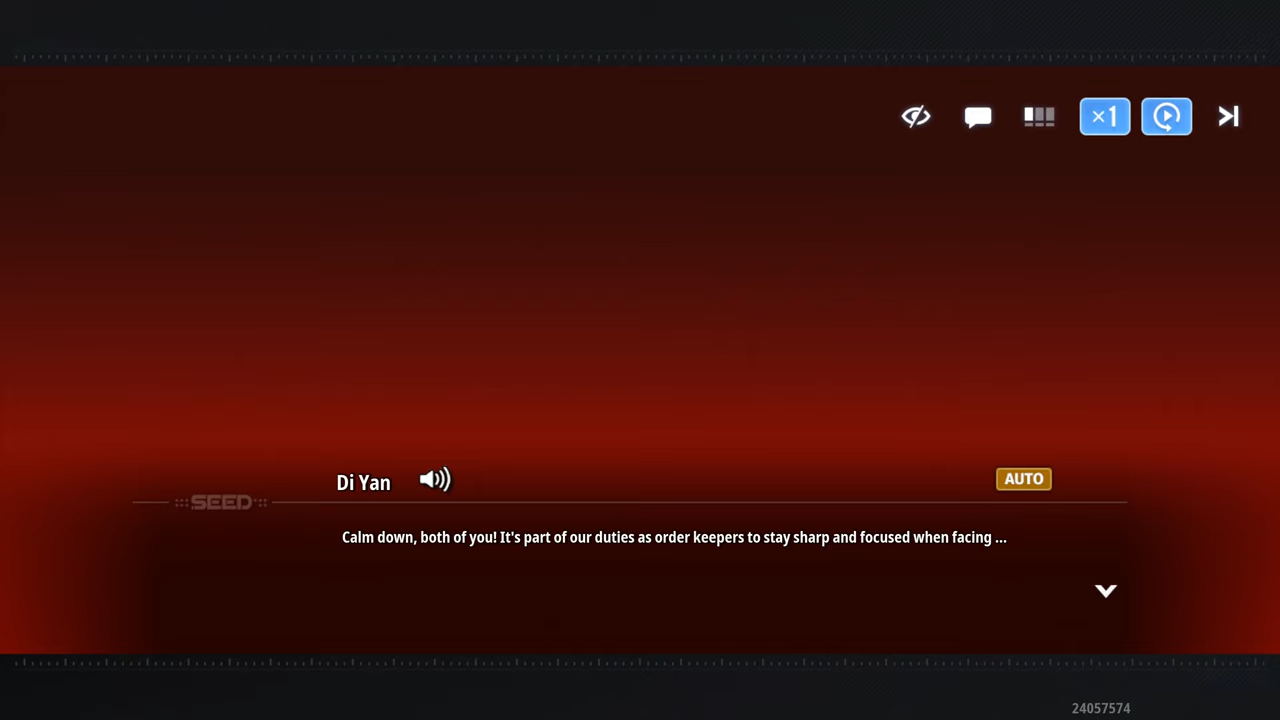 ×1
Di Yan
AUTO
SEED
Calm down, both of you! It's part of our duties as order keepers to stay sharp and focused when facing ...
24057574